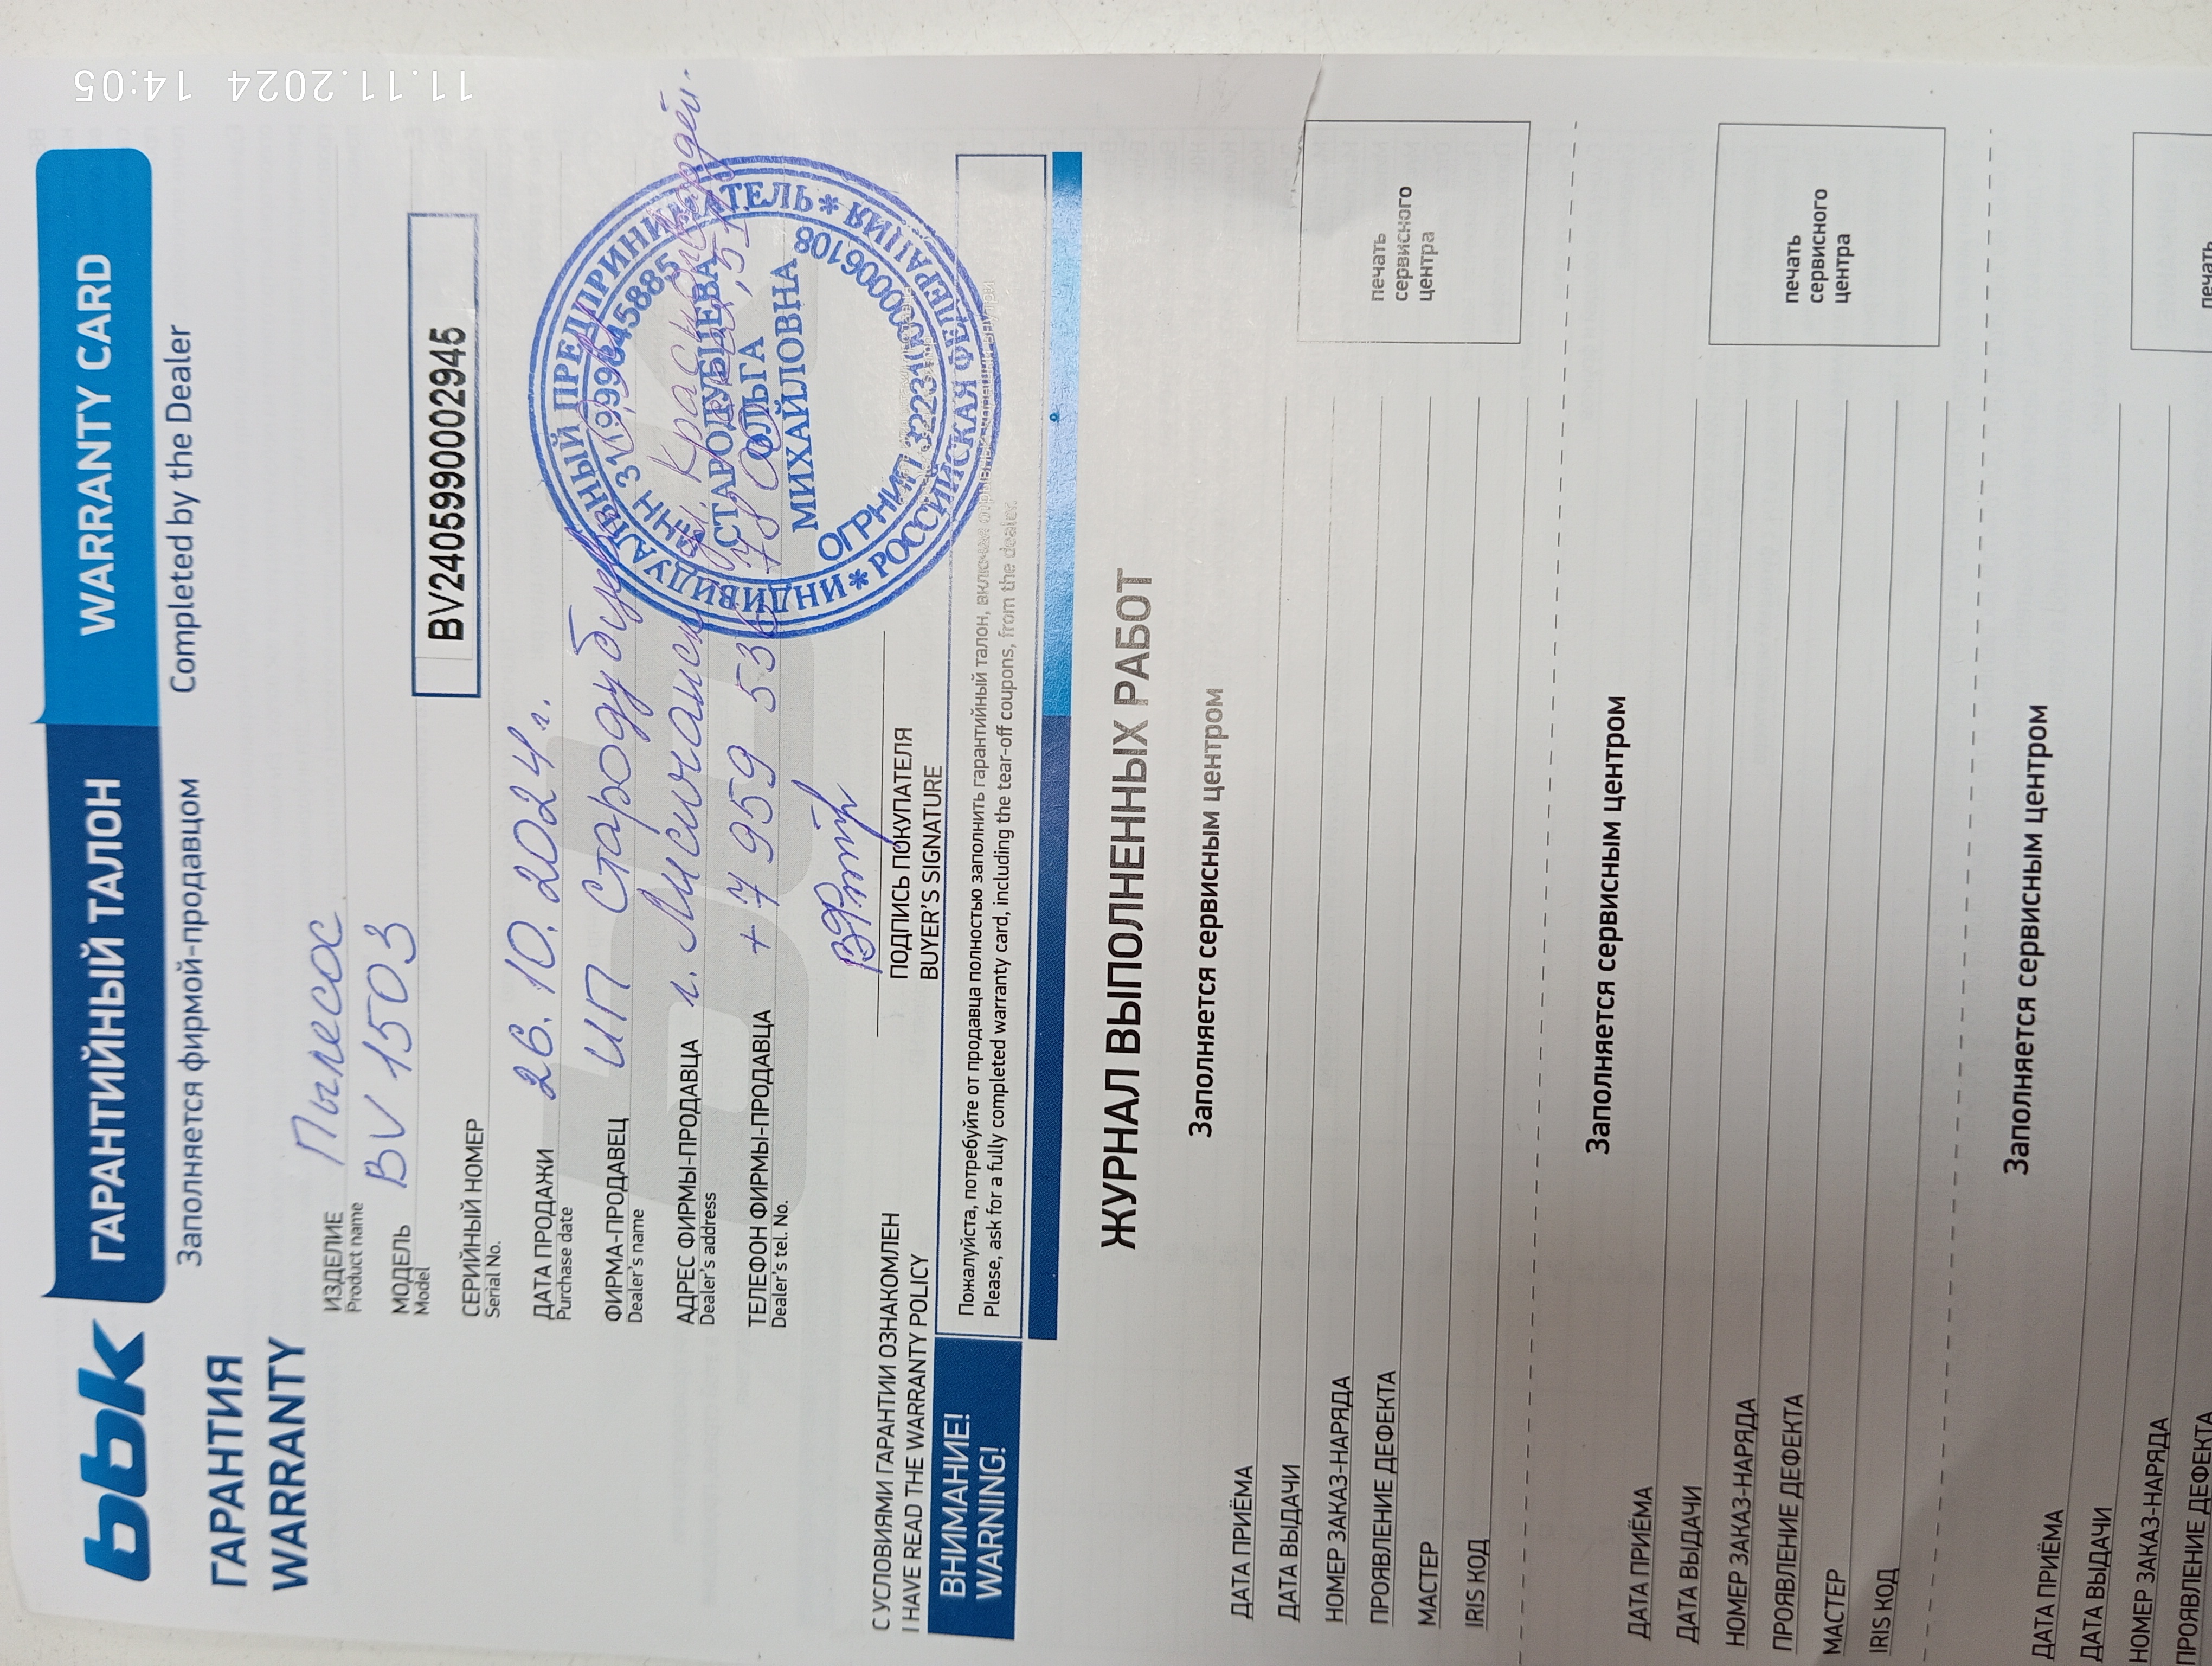 11.11.2024 14:05
bbk
ГАРАНТИЙНЫЙ ТАЛОН WARRANTY CARD
ГАРАНТИЯ
WARRANTY
Заполняется фирмой-продавцом Completed by the Dealer
ИЗДЕЛИЕ Пылесос
Product name
МОДЕЛЬ BV 1503
Model
СЕРИЙНЫЙ НОМЕР BV24059900002945
Serial No.
ДАТА ПРОДАЖИ 26.10.2024 г.
Purchase date
ФИРМА-ПРОДАВЕЦ ИП Стародубцева
Dealer's name
АДРЕС ФИРМЫ-ПРОДАВЦА г. Лисичанск
Dealer's address
ТЕЛЕФОН ФИРМЫ-ПРОДАВЦА +7 959 53
Dealer's tel. No.
ИНДИВИДУАЛЬНЫЙ ПРЕДПРИНИМАТЕЛЬ
* РОССИЙСКАЯ ФЕДЕРАЦИЯ *
ИНН
СТАРОДУБЦЕВА
ОЛЬГА
МИХАЙЛОВНА
ОГРНИП
С УСЛОВИЯМИ ГАРАНТИИ ОЗНАКОМЛЕН
I HAVE READ THE WARRANTY POLICY
ПОДПИСЬ ПОКУПАТЕЛЯ
BUYER'S SIGNATURE
ВНИМАНИЕ!
WARNING!
Пожалуйста, потребуйте от продавца полностью заполнить гарантийный талон, включая
Please, ask for a fully completed warranty card, including the tear-off coupons, from the dealer.
ЖУРНАЛ ВЫПОЛНЕННЫХ РАБОТ
Заполняется сервисным центром
ДАТА ПРИЁМА
ДАТА ВЫДАЧИ
НОМЕР ЗАКАЗ-НАРЯДА
ПРОЯВЛЕНИЕ ДЕФЕКТА
МАСТЕР
IRIS КОД
печать
сервисного
центра
Заполняется сервисным центром
ДАТА ПРИЁМА
ДАТА ВЫДАЧИ
НОМЕР ЗАКАЗ-НАРЯДА
ПРОЯВЛЕНИЕ ДЕФЕКТА
МАСТЕР
IRIS КОД
печать
сервисного
центра
Заполняется сервисным центром
ДАТА ПРИЁМА
ДАТА ВЫДАЧИ
НОМЕР ЗАКАЗ-НАРЯДА
ПРОЯВЛЕНИЕ ДЕФЕКТА
печать